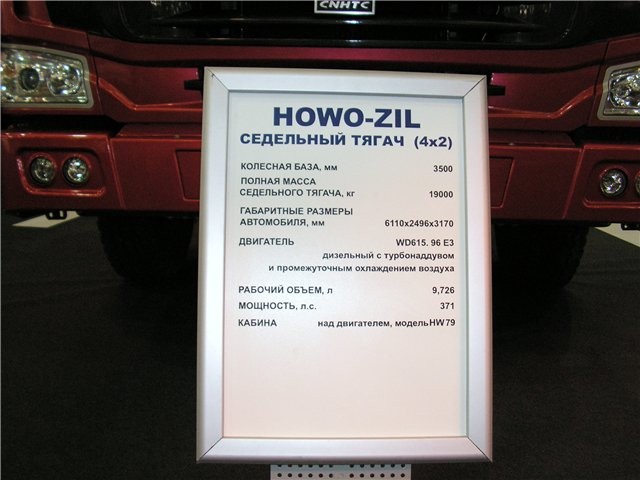 CNHTC
HOWO-ZIL
СЕДЕЛЬНЫЙ ТЯГАЧ (4x2)
КОЛЕСНАЯ БАЗА, мм 3500
ПОЛНАЯ МАССА
СЕДЕЛЬНОГО ТЯГАЧА, кг 19000
ГАБАРИТНЫЕ РАЗМЕРЫ
АВТОМОБИЛЯ, мм 6110x2496x3170
ДВИГАТЕЛЬ WD615. 96 E3
дизельный с турбонаддувом
и промежуточным охлаждением воздуха
РАБОЧИЙ ОБЪЕМ, л 9,726
МОЩНОСТЬ, л.с. 371
КАБИНА над двигателем, модель HW79